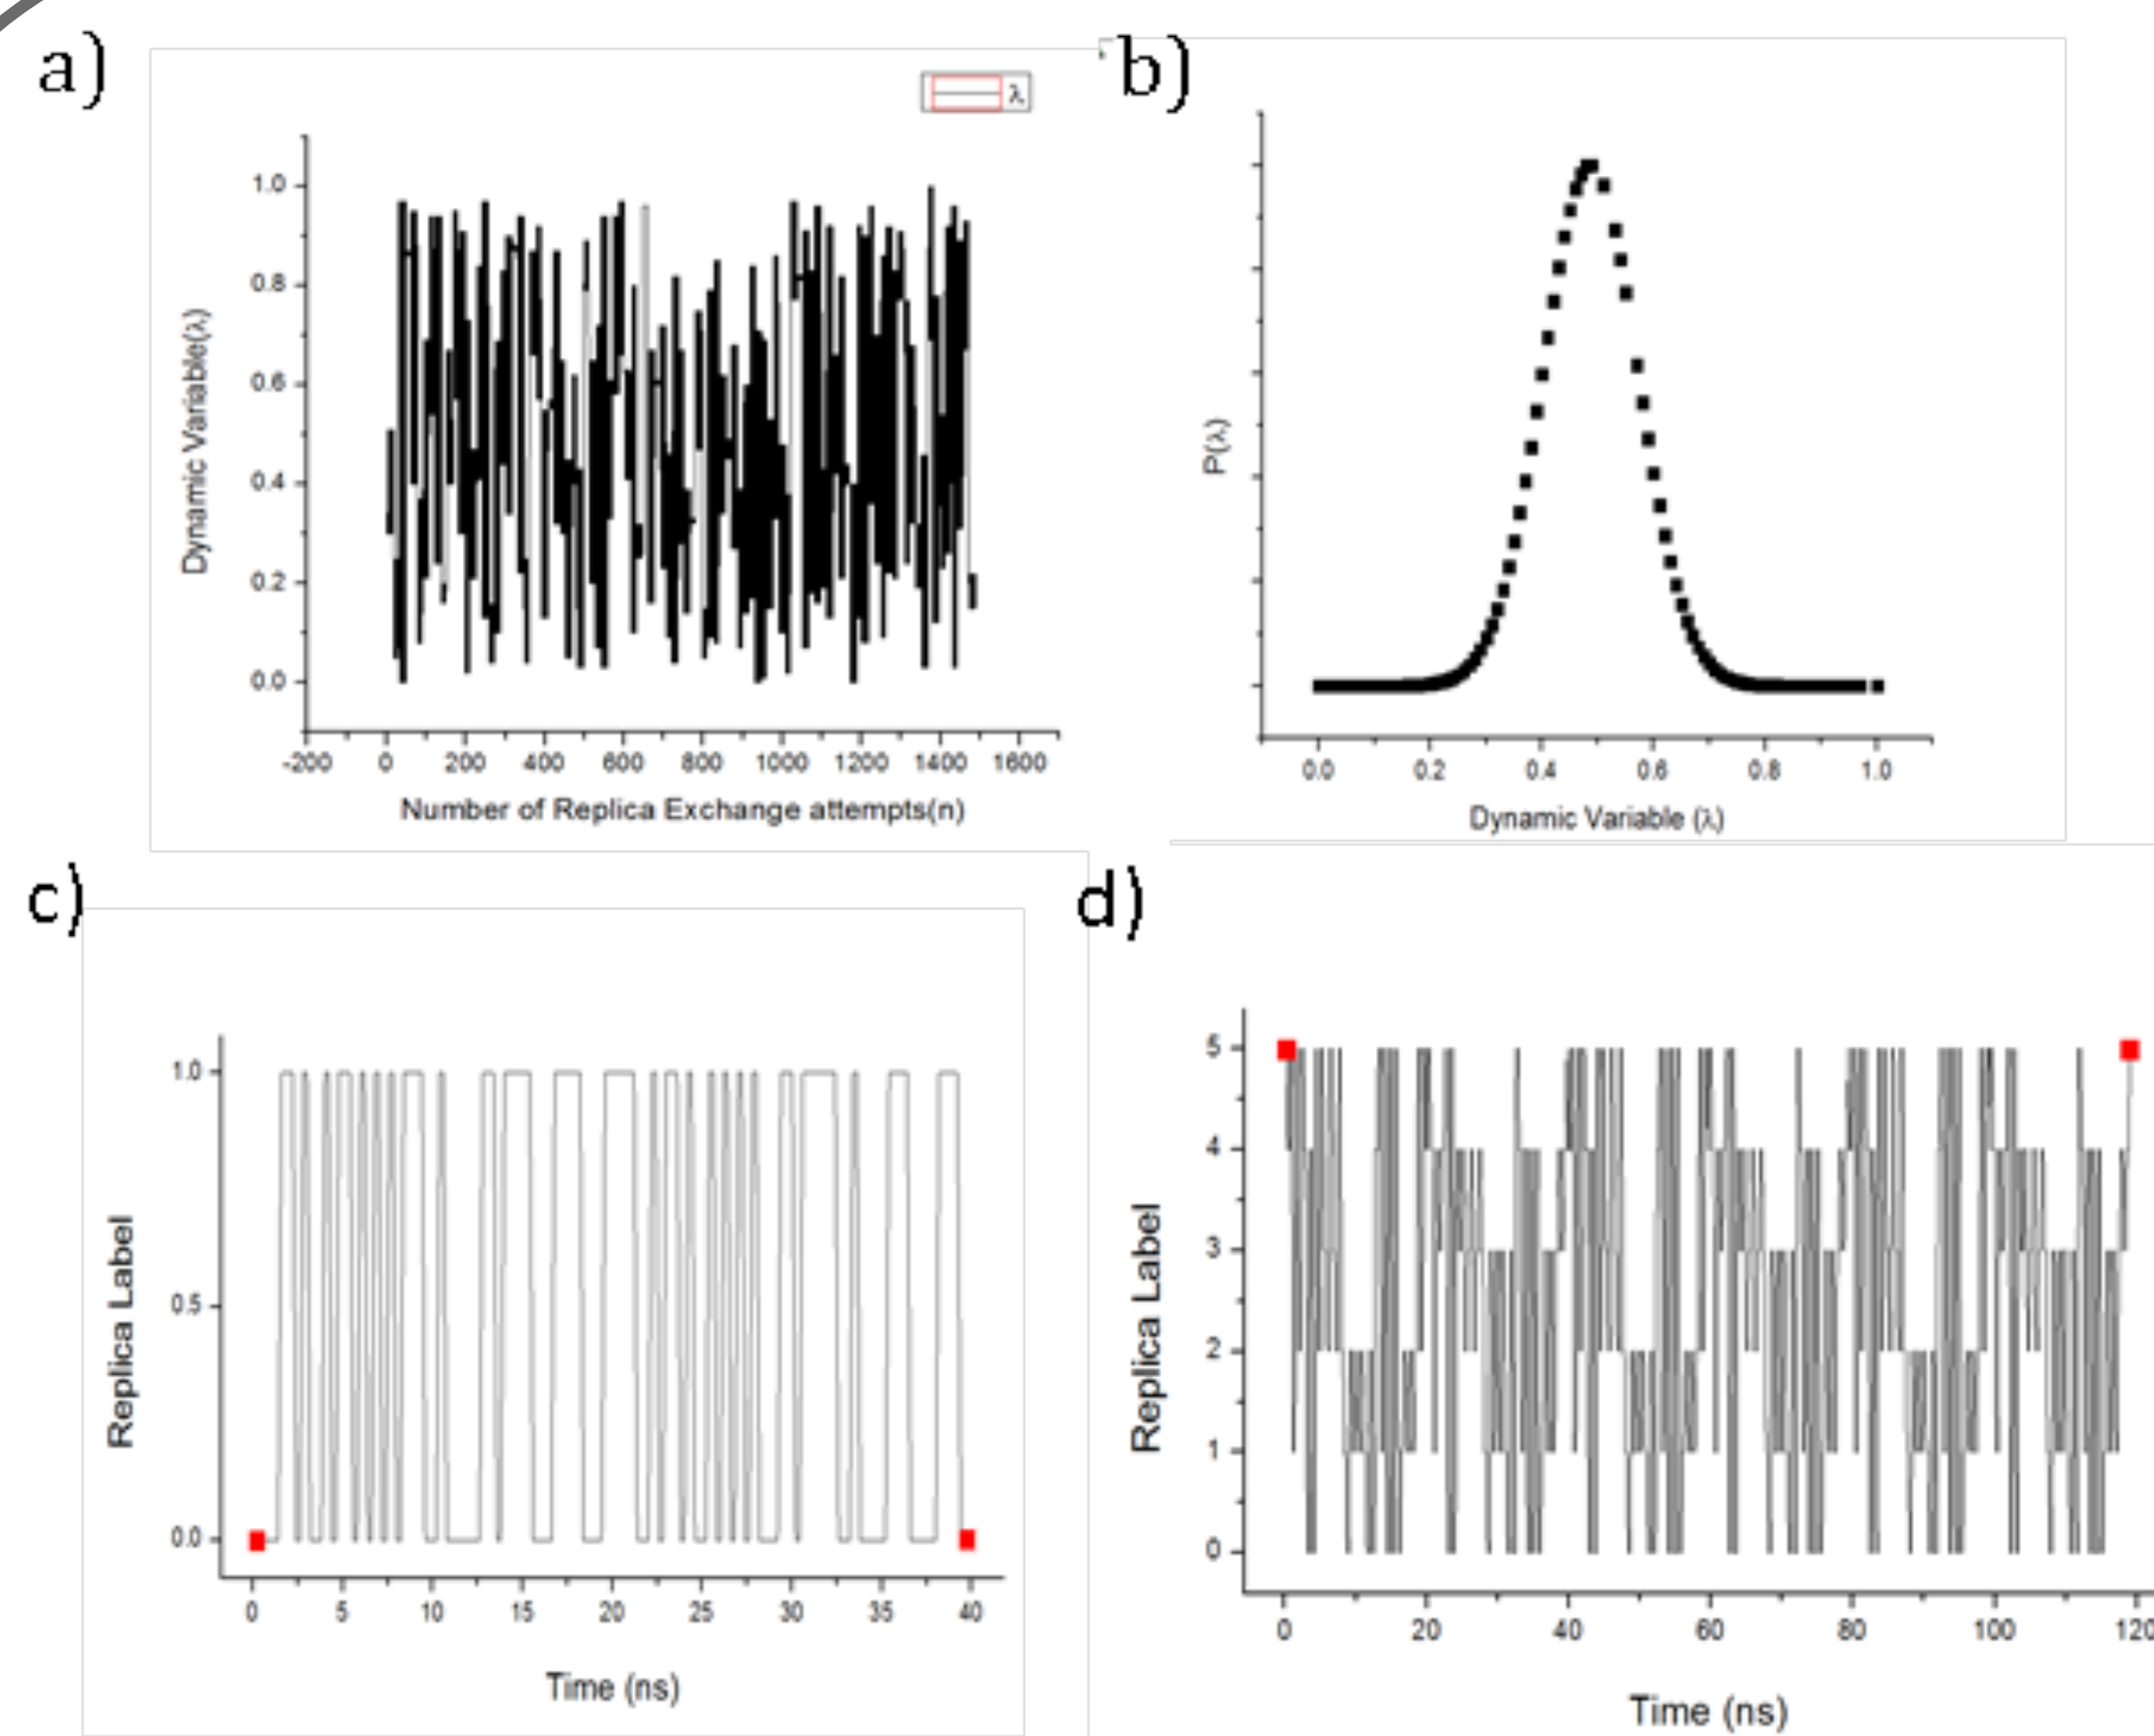 a)
λ
1.0
0.8
0.6
0.4
0.2
0.0
Dynamic Variable(λ)
-200 0 200 400 600 800 1000 1200 1400 1600
Number of Replica Exchange attempts(n)
b)
P(λ)
0.0 0.2 0.4 0.6 0.8 1.0
Dynamic Variable (λ)
c)
1.0
0.5
0.0
Replica Label
0 5 10 15 20 25 30 35 40
Time (ns)
d)
5
4
3
2
1
0
Replica Label
0 20 40 60 80 100 120
Time (ns)